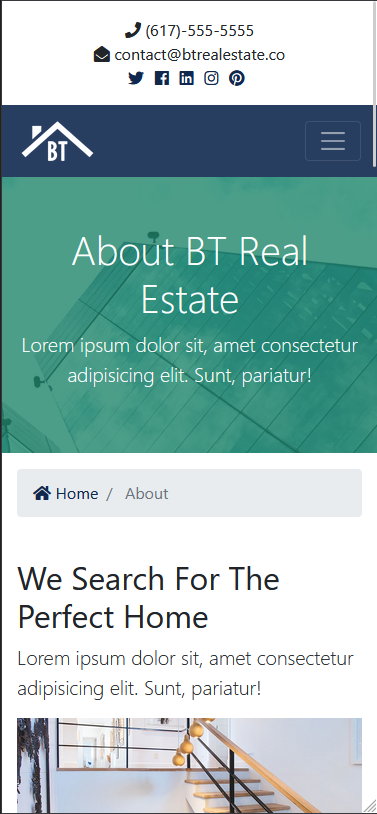 (617)-555-5555
contact@btrealestate.co
BT
About BT Real
Estate
Lorem ipsum dolor sit, amet consectetur
adipisicing elit. Sunt, pariatur!
Home / About
We Search For The
Perfect Home
Lorem ipsum dolor sit, amet consectetur
adipisicing elit. Sunt, pariatur!